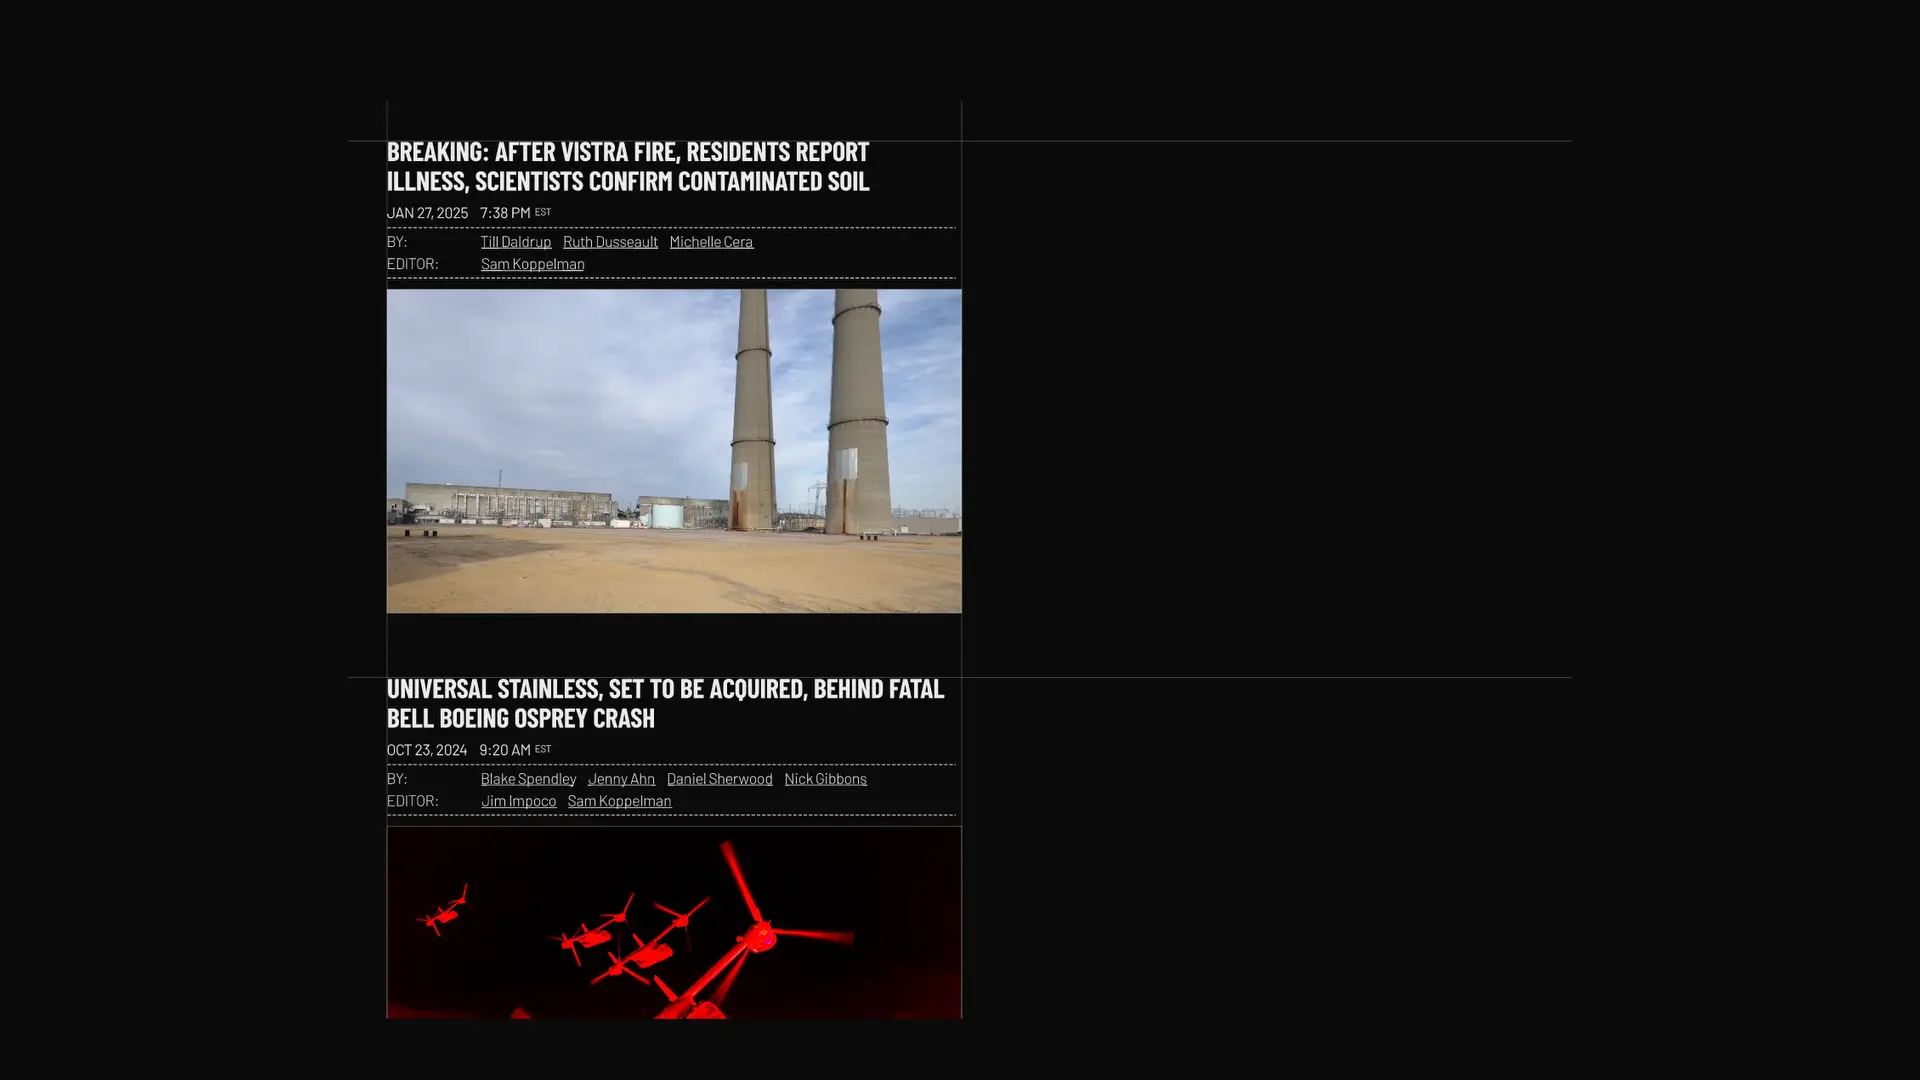 BREAKING: AFTER VISTRA FIRE, RESIDENTS REPORT
ILLNESS, SCIENTISTS CONFIRM CONTAMINATED SOIL
JAN 27, 2025 7:38 PM EST
BY: Till Daldrup Ruth Dusseault Michelle Cera
EDITOR: Sam Koppelman
UNIVERSAL STAINLESS, SET TO BE ACQUIRED, BEHIND FATAL
BELL BOEING OSPREY CRASH
OCT 23, 2024 9:20 AM EST
BY: Blake Spendley Jenny Ahn Daniel Sherwood Nick Gibbons
EDITOR: Jim Impoco Sam Koppelman